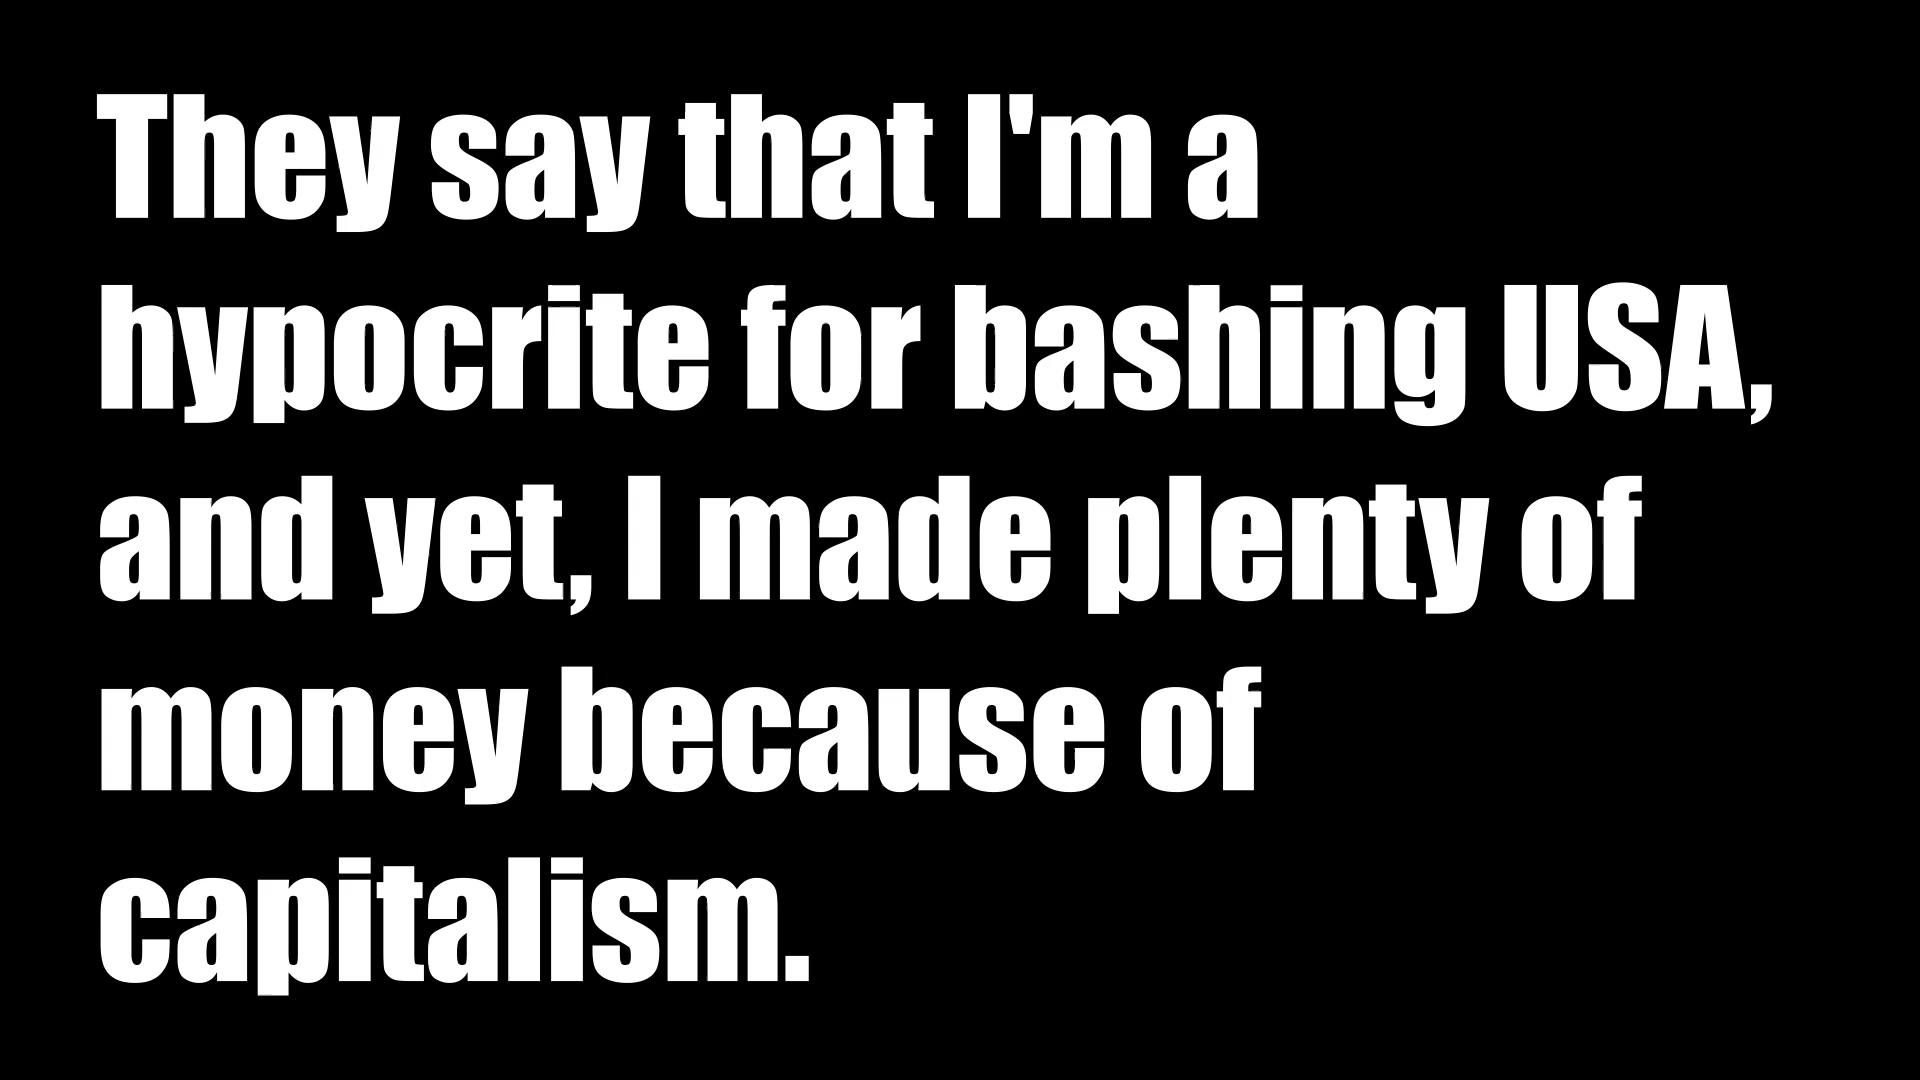 They say that I'm a
hypocrite for bashing USA,
and yet, I made plenty of
money because of
capitalism.